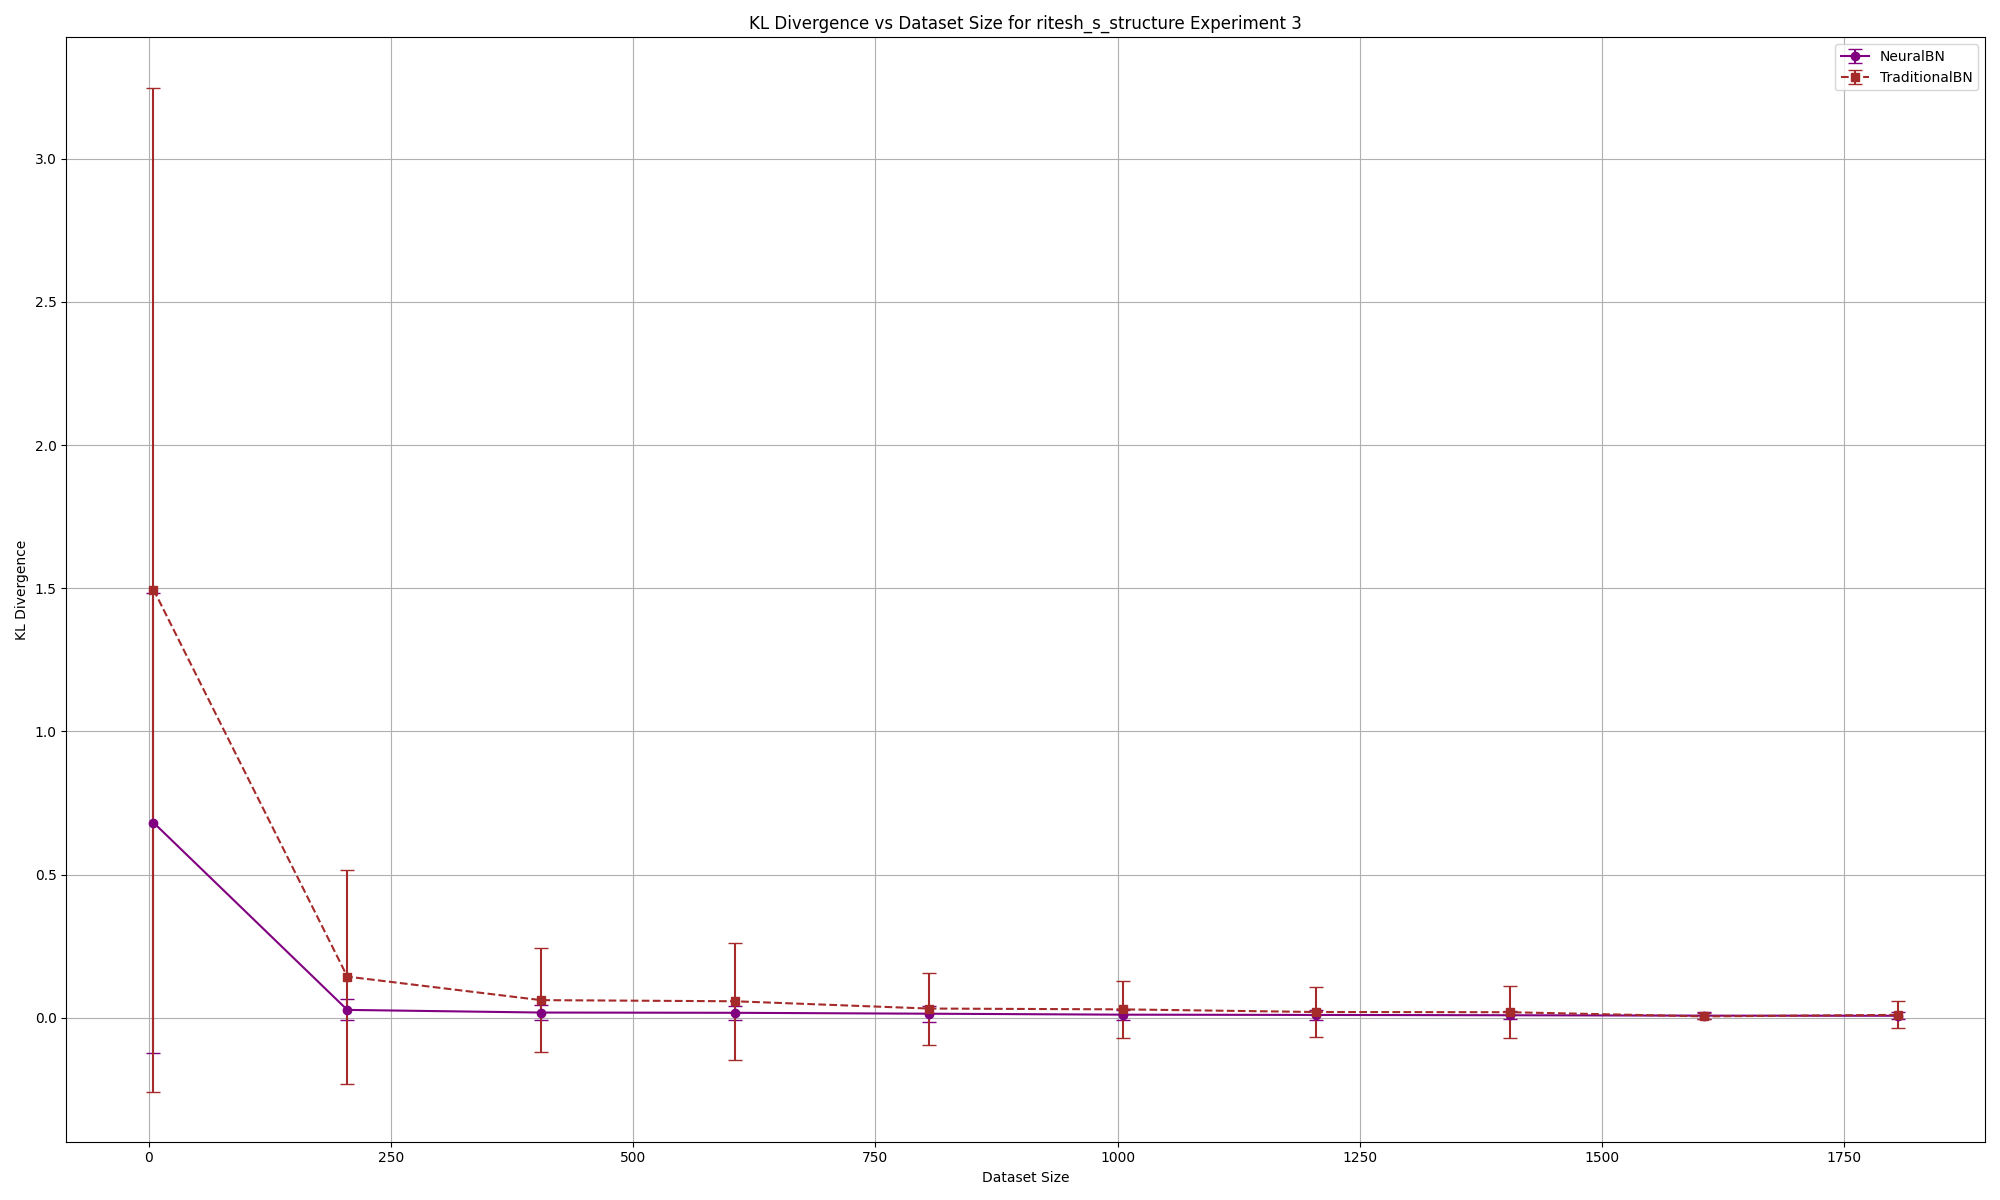 KL Divergence vs Dataset Size for ritesh_s_structure Experiment 3
NeuralBN
TraditionalBN
KL Divergence
3.0
2.5
2.0
1.5
1.0
0.5
0.0
0 250 500 750 1000 1250 1500 1750
Dataset Size